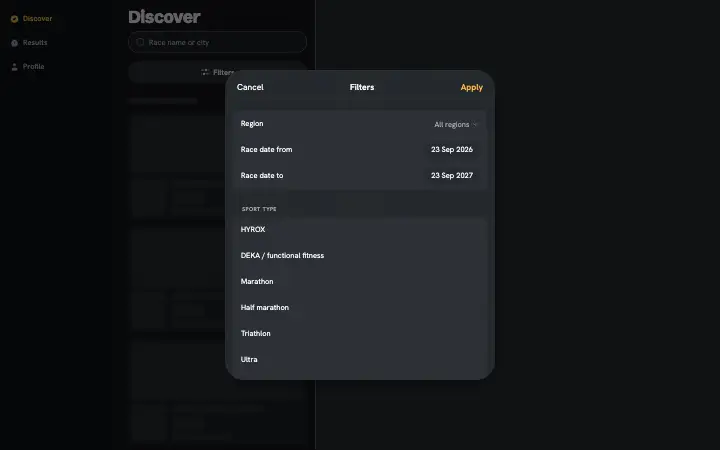 Discover
Results
Profile
Discover
Race name or city
Filters
Cancel
Filters
Apply
Region
All regions
Race date from
23 Sep 2026
Race date to
23 Sep 2027
SPORT TYPE
HYROX
DEKA / functional fitness
Marathon
Half marathon
Triathlon
Ultra